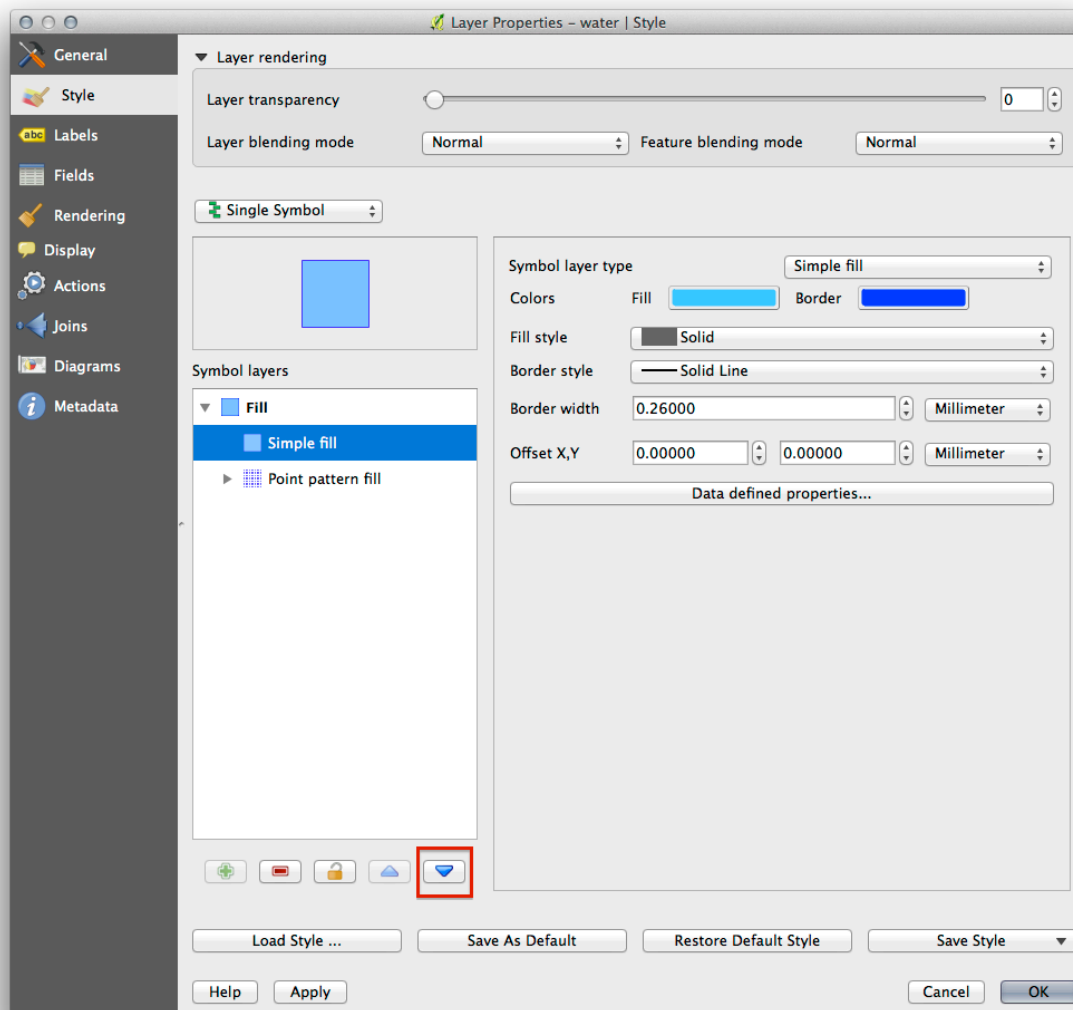 Layer Properties - water | Style
General
Style
abc Labels
Fields
Rendering
Display
Actions
Joins
Diagrams
i Metadata
Layer rendering
Layer transparency 0
Layer blending mode Normal Feature blending mode Normal
Single Symbol
Symbol layers
Fill
Simple fill
Point pattern fill
Symbol layer type Simple fill
Colors Fill Border
Fill style Solid
Border style Solid Line
Border width 0.26000 Millimeter
Offset X,Y 0.00000 0.00000 Millimeter
Data defined properties...
Load Style ... Save As Default Restore Default Style Save Style
Help Apply Cancel OK